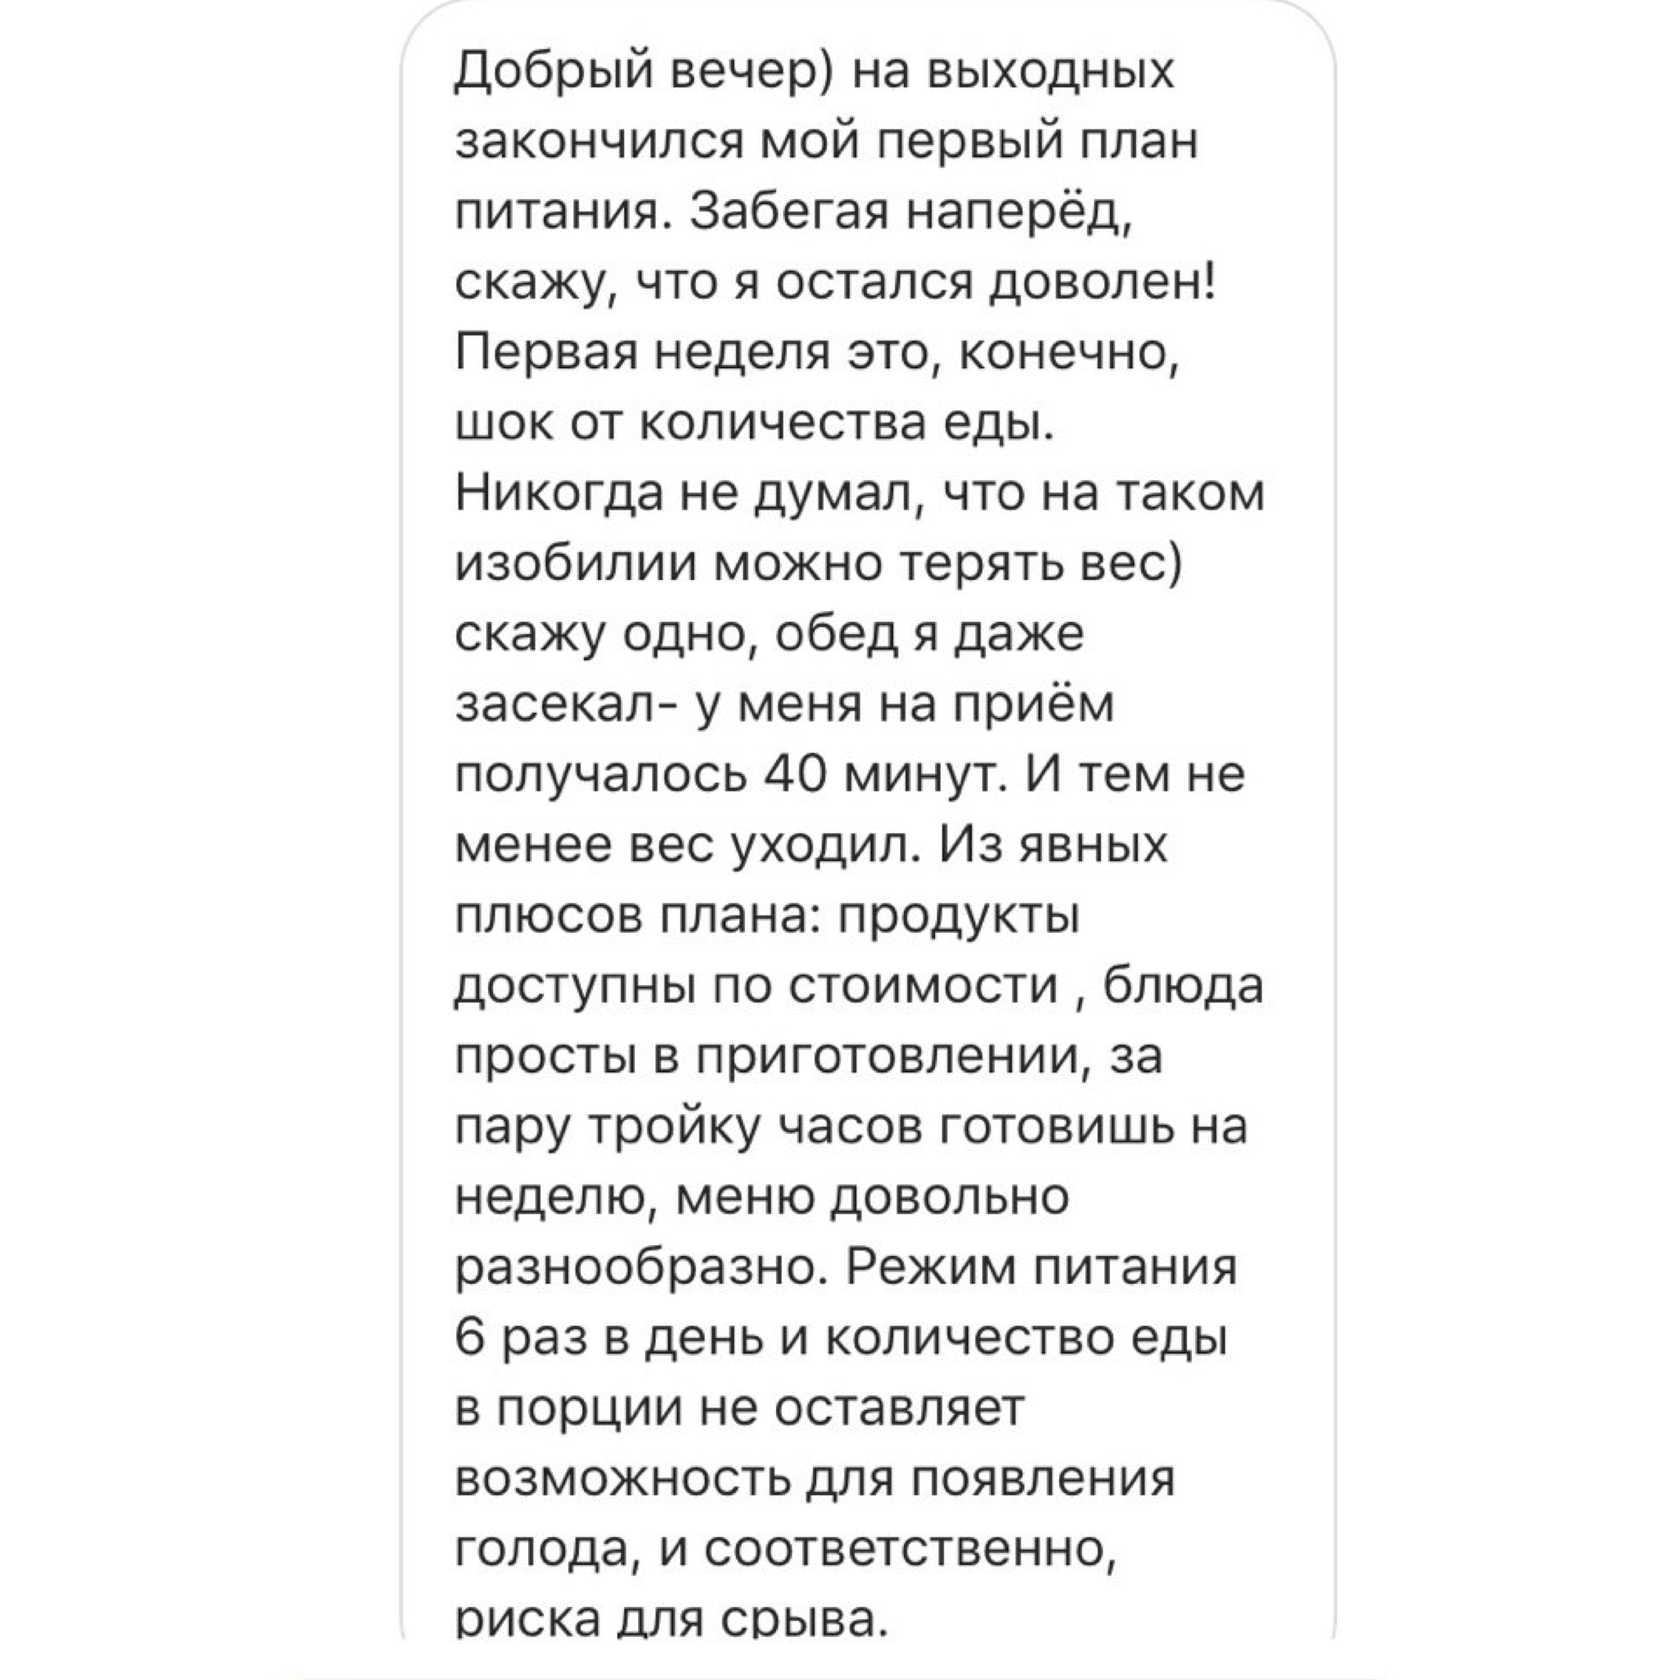 Добрый вечер) на выходных
закончился мой первый план
питания. Забегая наперёд,
скажу, что я остался доволен!
Первая неделя это, конечно,
шок от количества еды.
Никогда не думал, что на таком
изобилии можно терять вес)
скажу одно, обед я даже
засекал- у меня на приём
получалось 40 минут. И тем не
менее вес уходил. Из явных
плюсов плана: продукты
доступны по стоимости , блюда
просты в приготовлении, за
пару тройку часов готовишь на
неделю, меню довольно
разнообразно. Режим питания
6 раз в день и количество еды
в порции не оставляет
возможность для появления
голода, и соответственно,
риска для срыва.